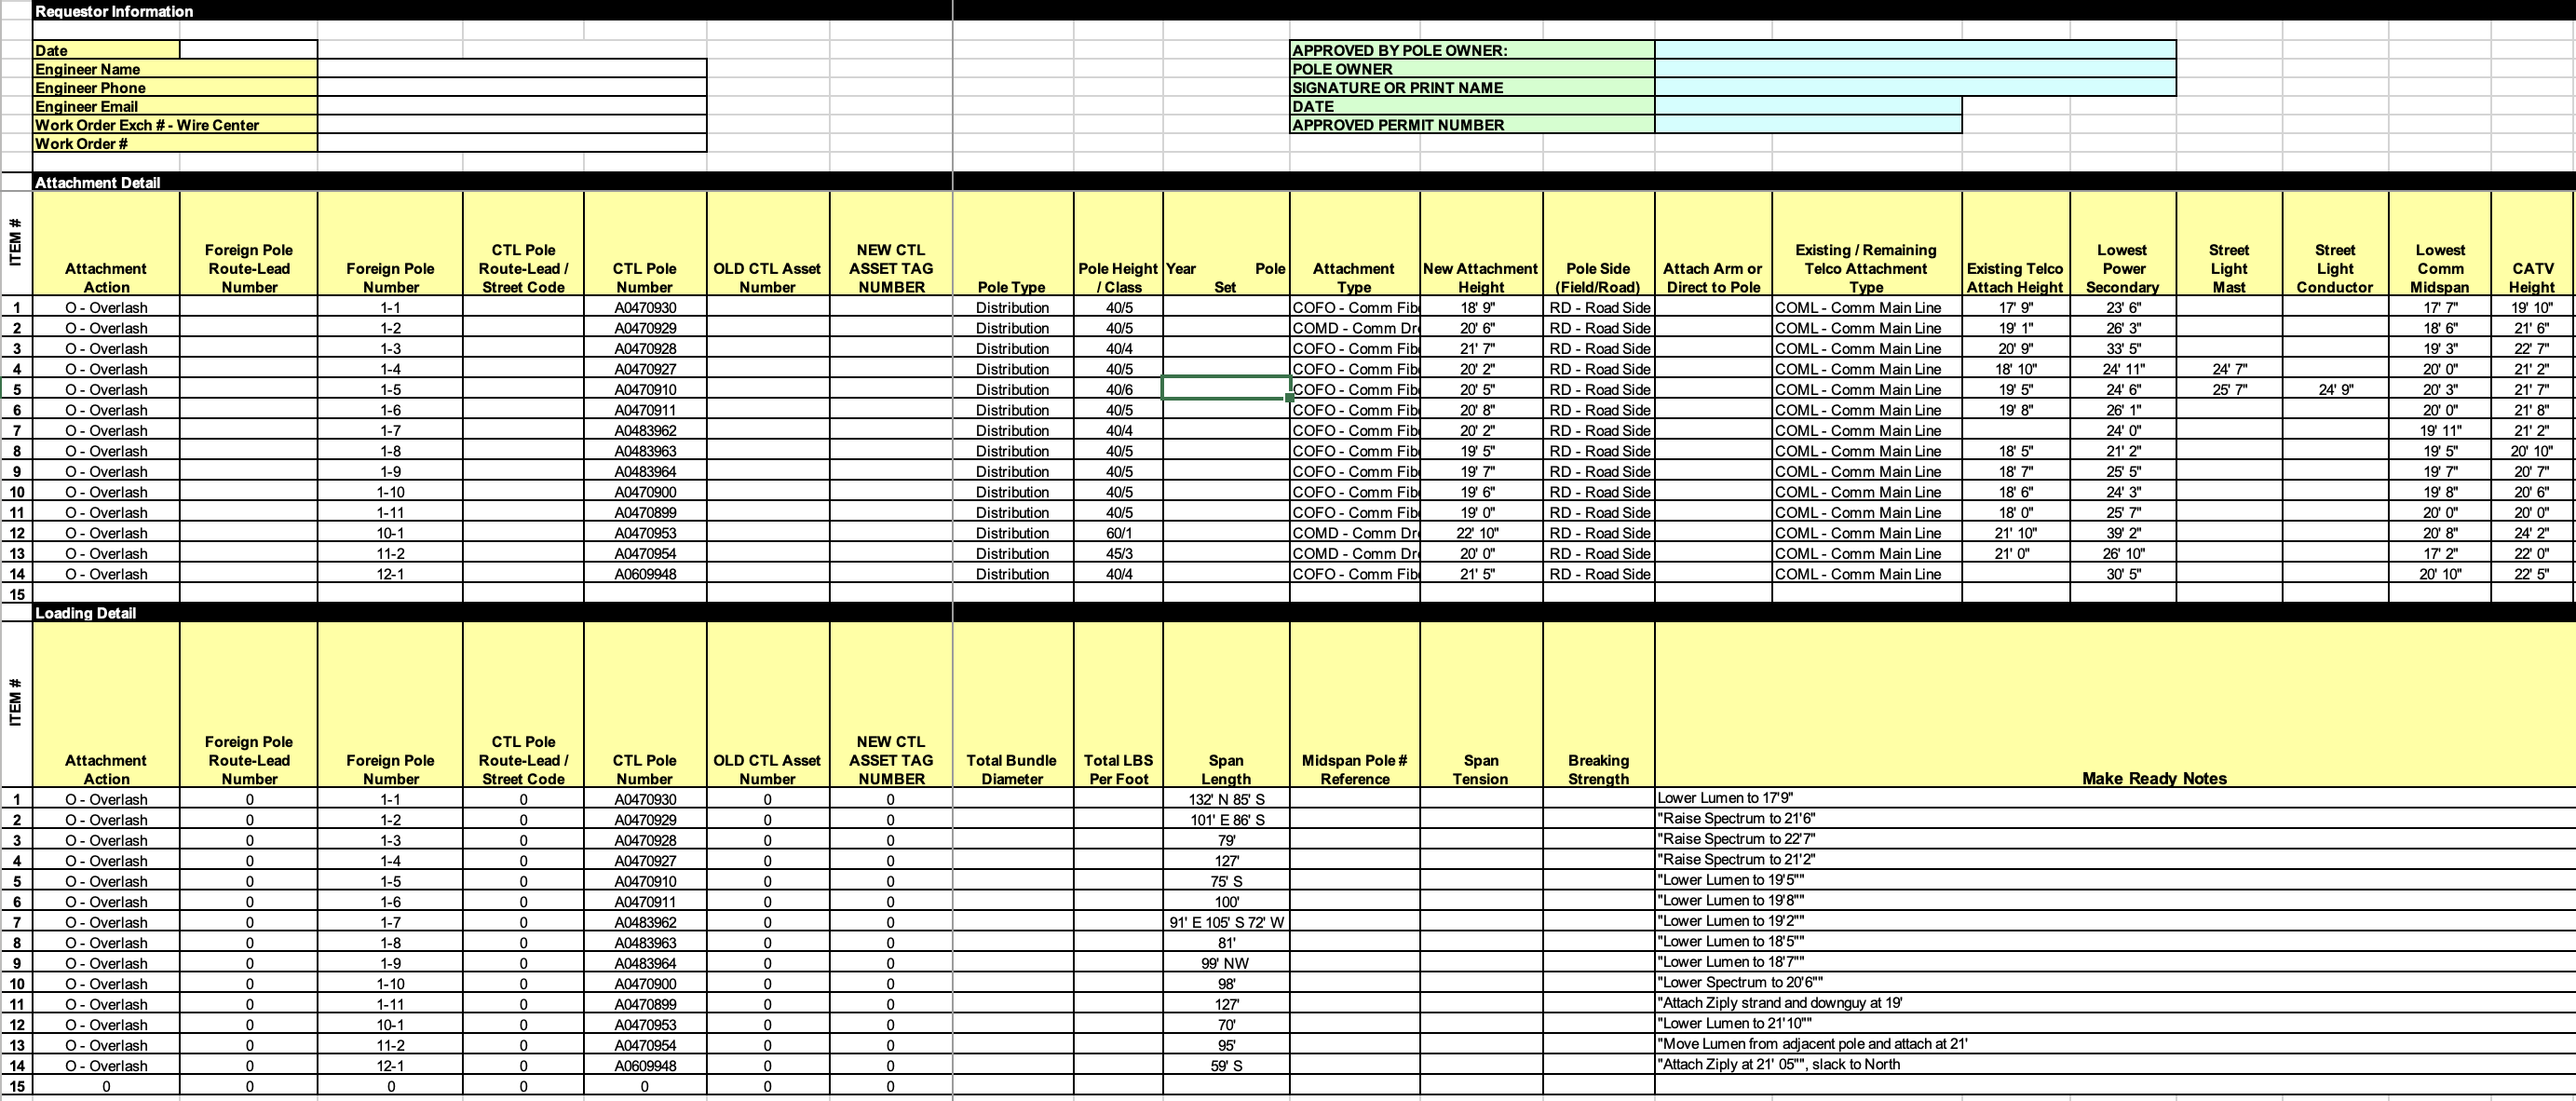 Requestor Information
Date
APPROVED BY POLE OWNER:
Engineer Name
POLE OWNER
Engineer Phone
SIGNATURE OR PRINT NAME
Engineer Email
DATE
Work Order Exch # - Wire Center
APPROVED PERMIT NUMBER
Work Order #
Attachment Detail
ITEM # Attachment Action Foreign Pole Route-Lead Number Foreign Pole Number CTL Pole Route-Lead / Street Code CTL Pole Number OLD CTL Asset Number NEW CTL ASSET TAG NUMBER Pole Type Pole Height / Class Year Pole Set Attachment Type New Attachment Height Pole Side (Field/Road) Attach Arm or Direct to Pole Existing / Remaining Telco Attachment Type Existing Telco Attach Height Lowest Power Secondary Street Light Mast Street Light Conductor Lowest Comm Midspan CATV Height
1 O - Overlash 1-1 A0470930 Distribution 40/5 COFO - Comm Fib 18' 9" RD - Road Side COML - Comm Main Line 17' 9" 23' 6" 17' 7" 19' 10"
2 O - Overlash 1-2 A0470929 Distribution 40/5 COMD - Comm Dr 20' 6" RD - Road Side COML - Comm Main Line 19' 1" 26' 3" 18' 6" 21' 6"
3 O - Overlash 1-3 A0470928 Distribution 40/4 COFO - Comm Fib 21' 7" RD - Road Side COML - Comm Main Line 20' 9" 33' 5" 19' 3" 22' 7"
4 O - Overlash 1-4 A0470927 Distribution 40/5 COFO - Comm Fib 20' 2" RD - Road Side COML - Comm Main Line 18' 10" 24' 11" 24' 7" 20' 0" 21' 2"
5 O - Overlash 1-5 A0470910 Distribution 40/6 COFO - Comm Fib 20' 5" RD - Road Side COML - Comm Main Line 19' 5" 24' 6" 25' 7" 24' 9" 20' 3" 21' 7"
6 O - Overlash 1-6 A0470911 Distribution 40/5 COFO - Comm Fib 20' 8" RD - Road Side COML - Comm Main Line 19' 8" 26' 1" 20' 0" 21' 8"
7 O - Overlash 1-7 A0483962 Distribution 40/4 COFO - Comm Fib 20' 2" RD - Road Side COML - Comm Main Line 24' 0" 19' 11" 21' 2"
8 O - Overlash 1-8 A0483963 Distribution 40/5 COFO - Comm Fib 19' 5" RD - Road Side COML - Comm Main Line 18' 5" 21' 2" 19' 5" 20' 10"
9 O - Overlash 1-9 A0483964 Distribution 40/5 COFO - Comm Fib 19' 7" RD - Road Side COML - Comm Main Line 18' 7" 25' 5" 19' 7" 20' 7"
10 O - Overlash 1-10 A0470900 Distribution 40/5 COFO - Comm Fib 19' 6" RD - Road Side COML - Comm Main Line 18' 6" 24' 3" 19' 8" 20' 6"
11 O - Overlash 1-11 A0470899 Distribution 40/5 COFO - Comm Fib 19' 0" RD - Road Side COML - Comm Main Line 18' 0" 25' 7" 20' 0" 20' 0"
12 O - Overlash 10-1 A0470953 Distribution 60/1 COMD - Comm Dr 22' 10" RD - Road Side COML - Comm Main Line 21' 10" 39' 2" 20' 8" 24' 2"
13 O - Overlash 11-2 A0470954 Distribution 45/3 COMD - Comm Dr 20' 0" RD - Road Side COML - Comm Main Line 21' 0" 26' 10" 17' 2" 22' 0"
14 O - Overlash 12-1 A0609948 Distribution 40/4 COFO - Comm Fib 21' 5" RD - Road Side COML - Comm Main Line 30' 5" 20' 10" 22' 5"
15
Loading Detail
ITEM # Attachment Action Foreign Pole Route-Lead Number Foreign Pole Number CTL Pole Route-Lead / Street Code CTL Pole Number OLD CTL Asset Number NEW CTL ASSET TAG NUMBER Total Bundle Diameter Total LBS Per Foot Span Length Midspan Pole # Reference Span Tension Breaking Strength Make Ready Notes
1 O - Overlash 0 1-1 0 A0470930 0 0 132' N 85' S Lower Lumen to 17'9"
2 O - Overlash 0 1-2 0 A0470929 0 0 101' E 86' S "Raise Spectrum to 21'6"
3 O - Overlash 0 1-3 0 A0470928 0 0 79' "Raise Spectrum to 22'7"
4 O - Overlash 0 1-4 0 A0470927 0 0 127' "Raise Spectrum to 21'2"
5 O - Overlash 0 1-5 0 A0470910 0 0 75' S "Lower Lumen to 19'5""
6 O - Overlash 0 1-6 0 A0470911 0 0 100' "Lower Lumen to 19'8""
7 O - Overlash 0 1-7 0 A0483962 0 0 91' E 105' S 72' W "Lower Lumen to 19'2""
8 O - Overlash 0 1-8 0 A0483963 0 0 81' "Lower Lumen to 18'5""
9 O - Overlash 0 1-9 0 A0483964 0 0 99' NW "Lower Lumen to 18'7""
10 O - Overlash 0 1-10 0 A0470900 0 0 98' "Lower Spectrum to 20'6""
11 O - Overlash 0 1-11 0 A0470899 0 0 127' "Attach Ziply strand and downguy at 19'
12 O - Overlash 0 10-1 0 A0470953 0 0 70' "Lower Lumen to 21'10""
13 O - Overlash 0 11-2 0 A0470954 0 0 95' "Move Lumen from adjacent pole and attach at 21'
14 O - Overlash 0 12-1 0 A0609948 0 0 59' S "Attach Ziply at 21' 05"", slack to North
15 0 0 0 0 0 0 0